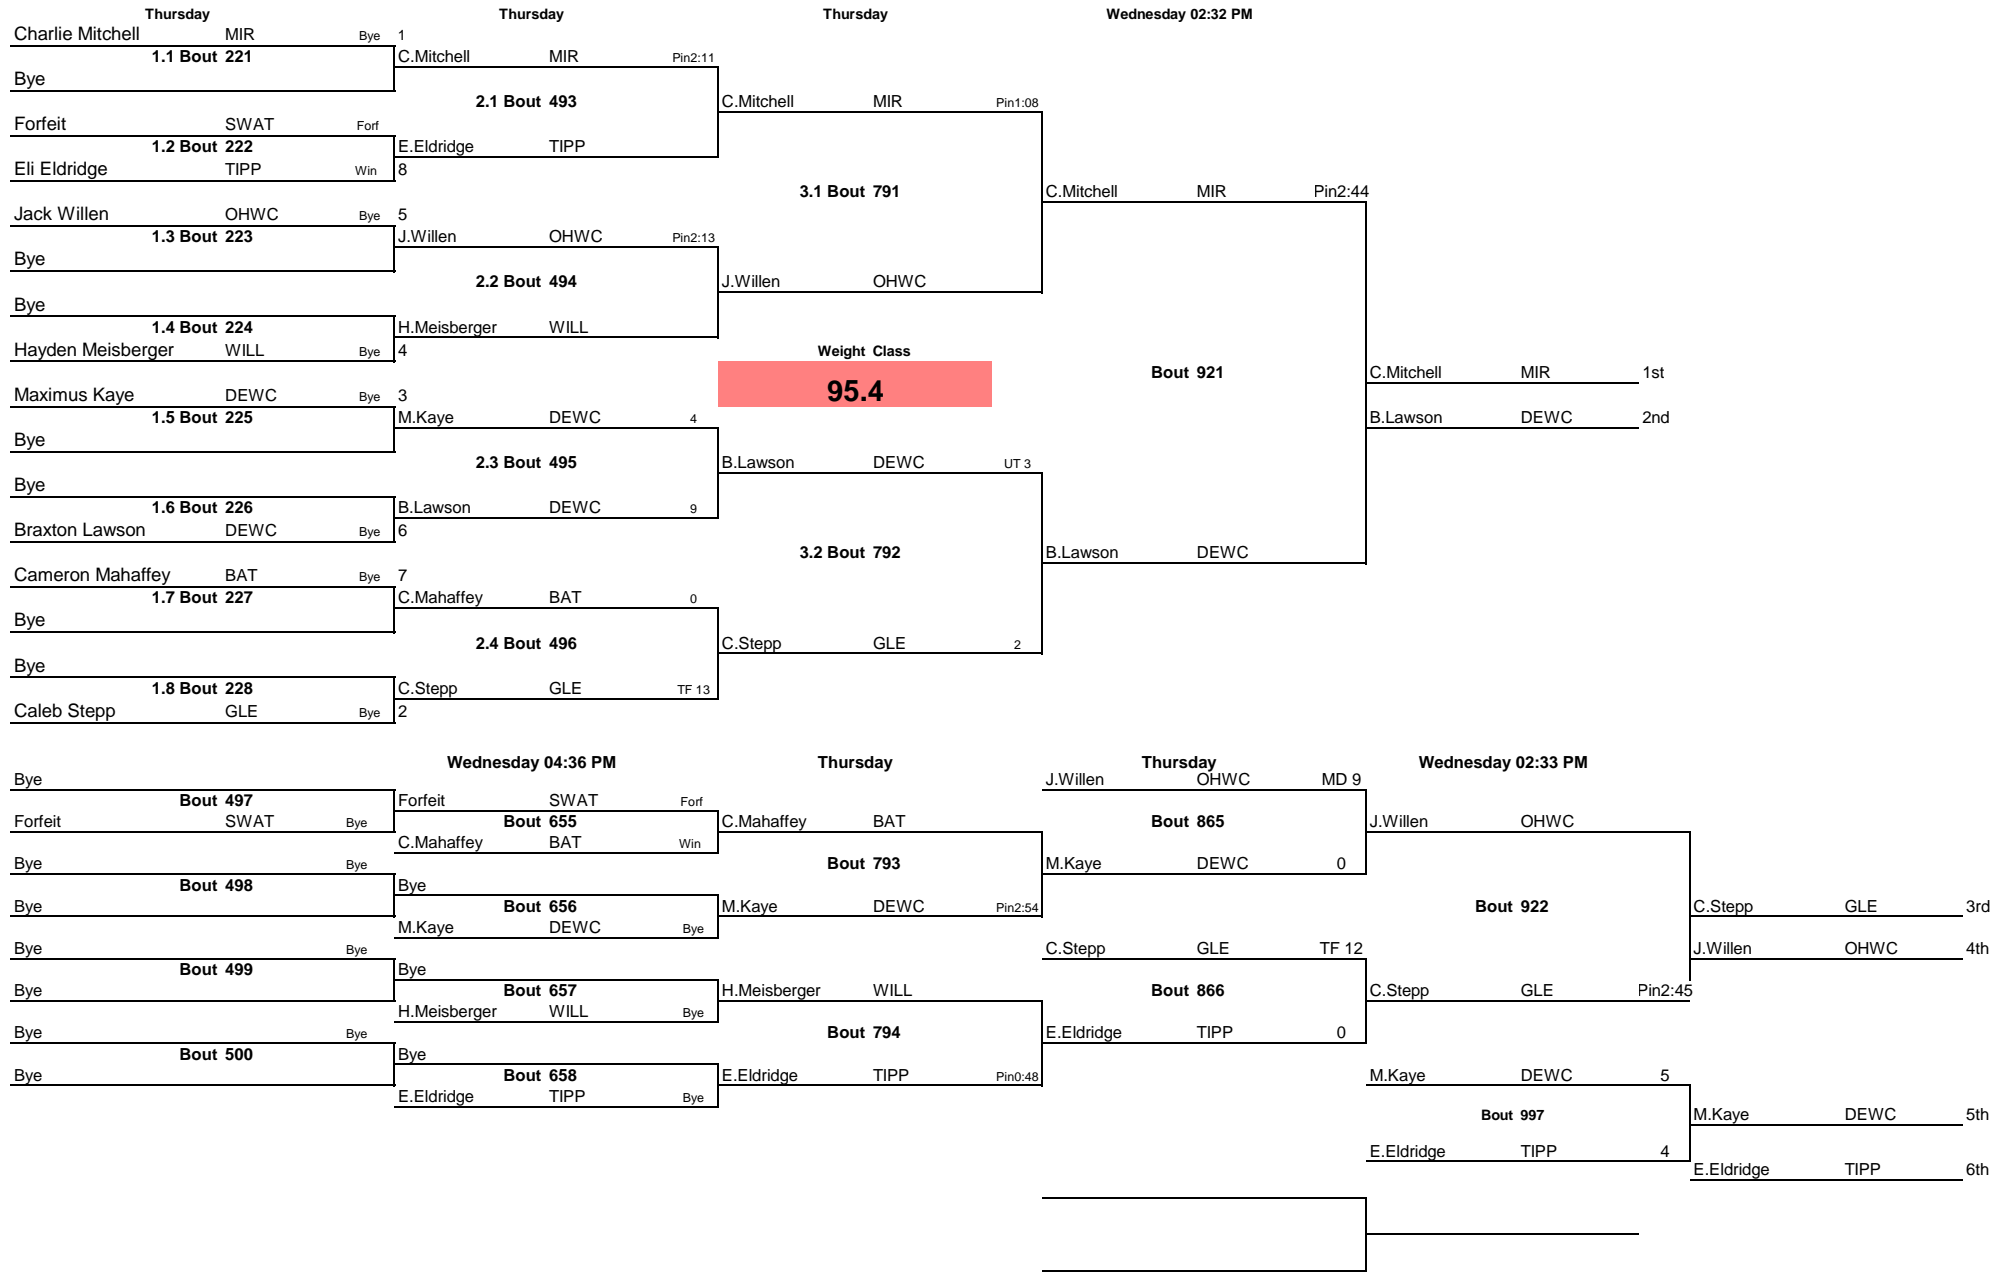 Thursday Thursday Thursday Wednesday 02:32 PM
Charlie Mitchell MIR Bye 1
1.1 Bout 221 C.Mitchell MIR Pin2:11
Bye
2.1 Bout 493 C.Mitchell MIR Pin1:08
Forfeit SWAT Forf
1.2 Bout 222 E.Eldridge TIPP
Eli Eldridge TIPP Win 8
3.1 Bout 791 C.Mitchell MIR Pin2:44
Jack Willen OHWC Bye 5
1.3 Bout 223 J.Willen OHWC Pin2:13
Bye
2.2 Bout 494 J.Willen OHWC
Bye
1.4 Bout 224 H.Meisberger WILL
Hayden Meisberger WILL Bye 4 Weight Class
Bout 921 C.Mitchell MIR 1st
Maximus Kaye DEWC Bye 3 95.4
1.5 Bout 225 M.Kaye DEWC 4 B.Lawson DEWC 2nd
Bye
2.3 Bout 495 B.Lawson DEWC UT 3
Bye
1.6 Bout 226 B.Lawson DEWC 9
Braxton Lawson DEWC Bye 6
3.2 Bout 792 B.Lawson DEWC
Cameron Mahaffey BAT Bye 7
1.7 Bout 227 C.Mahaffey BAT 0
Bye
2.4 Bout 496 C.Stepp GLE 2
Bye
1.8 Bout 228 C.Stepp GLE TF 13
Caleb Stepp GLE Bye 2
Wednesday 04:36 PM Thursday Thursday Wednesday 02:33 PM
Bye J.Willen OHWC MD 9
Bout 497 Forfeit SWAT Forf
Forfeit SWAT Bye Bout 655 C.Mahaffey BAT Bout 865 J.Willen OHWC
C.Mahaffey BAT Win
Bye Bye Bout 793 M.Kaye DEWC 0
Bout 498 Bye
Bye Bout 656 M.Kaye DEWC Pin2:54 Bout 922 C.Stepp GLE 3rd
M.Kaye DEWC Bye
Bye Bye C.Stepp GLE TF 12 J.Willen OHWC 4th
Bout 499 Bye
Bye Bout 657 H.Meisberger WILL Bout 866 C.Stepp GLE Pin2:45
H.Meisberger WILL Bye
Bye Bye Bout 794 E.Eldridge TIPP 0
Bout 500 Bye
Bye Bout 658 E.Eldridge TIPP Pin0:48 M.Kaye DEWC 5
E.Eldridge TIPP Bye
Bout 997 M.Kaye DEWC 5th
E.Eldridge TIPP 4
E.Eldridge TIPP 6th